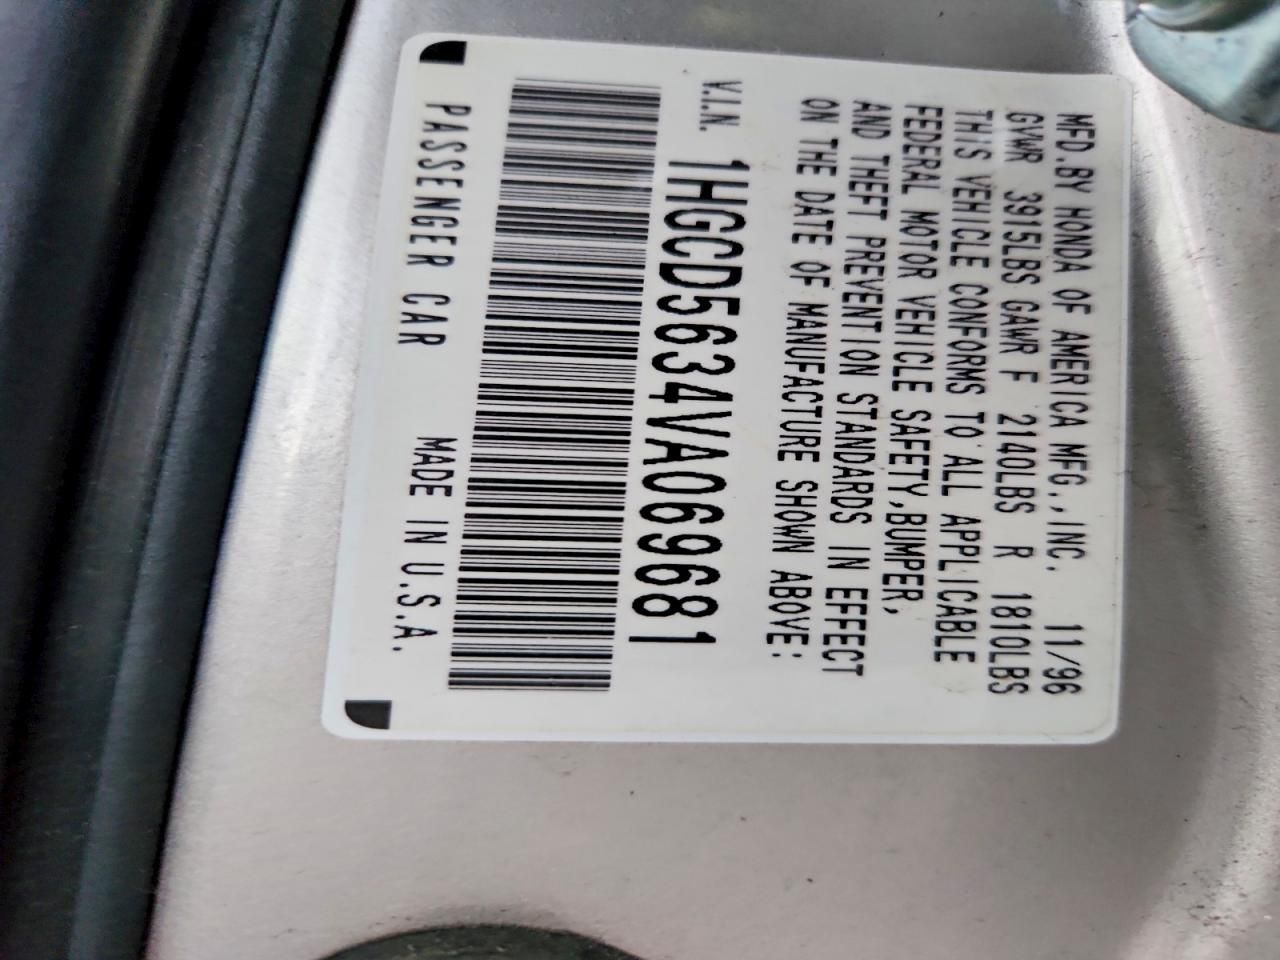 MFD.BY HONDA OF AMERICA MFG.,INC. 11/96
GVWR 3915LBS GAWR F 2140LBS R 1810LBS
THIS VEHICLE CONFORMS TO ALL APPLICABLE
FEDERAL MOTOR VEHICLE SAFETY,BUMPER,
AND THEFT PREVENTION STANDARDS IN EFFECT
ON THE DATE OF MANUFACTURE SHOWN ABOVE:
V.I.N. 1HGCD5634VA069681
PASSENGER CAR MADE IN U.S.A.